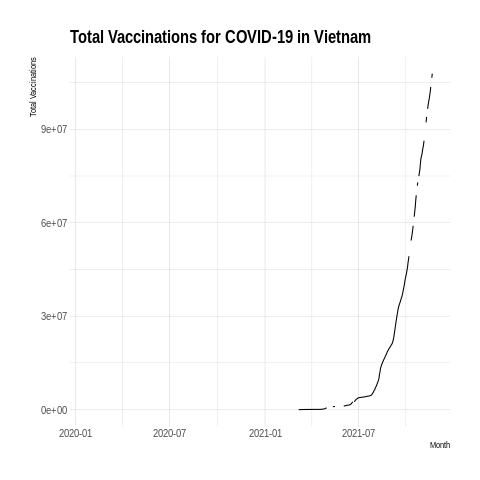 Total Vaccinations for COVID-19 in Vietnam
Total Vaccinations
9e+07
6e+07
3e+07
0e+00
2020-01
2020-07
2021-01
2021-07
Month